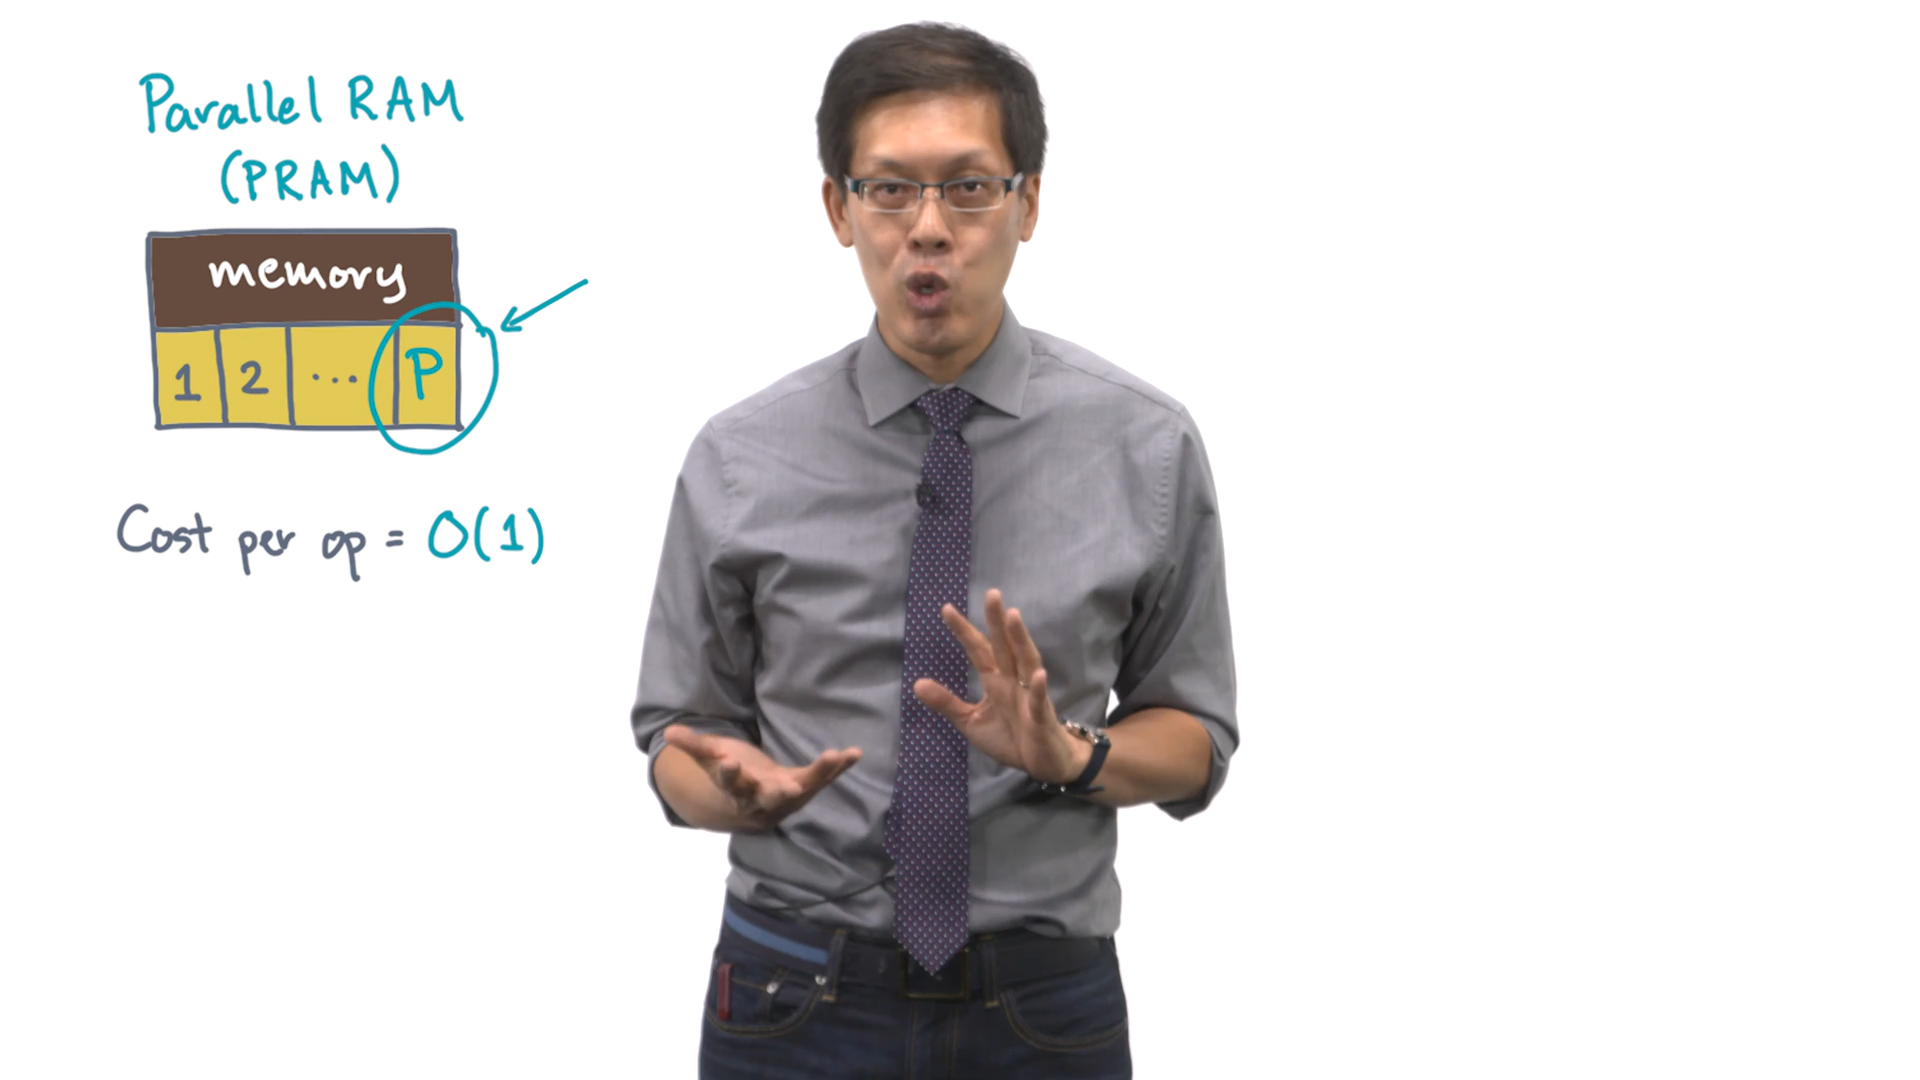 Parallel RAM
(PRAM)
memory
1 2 ... P
Cost per op = O(1)